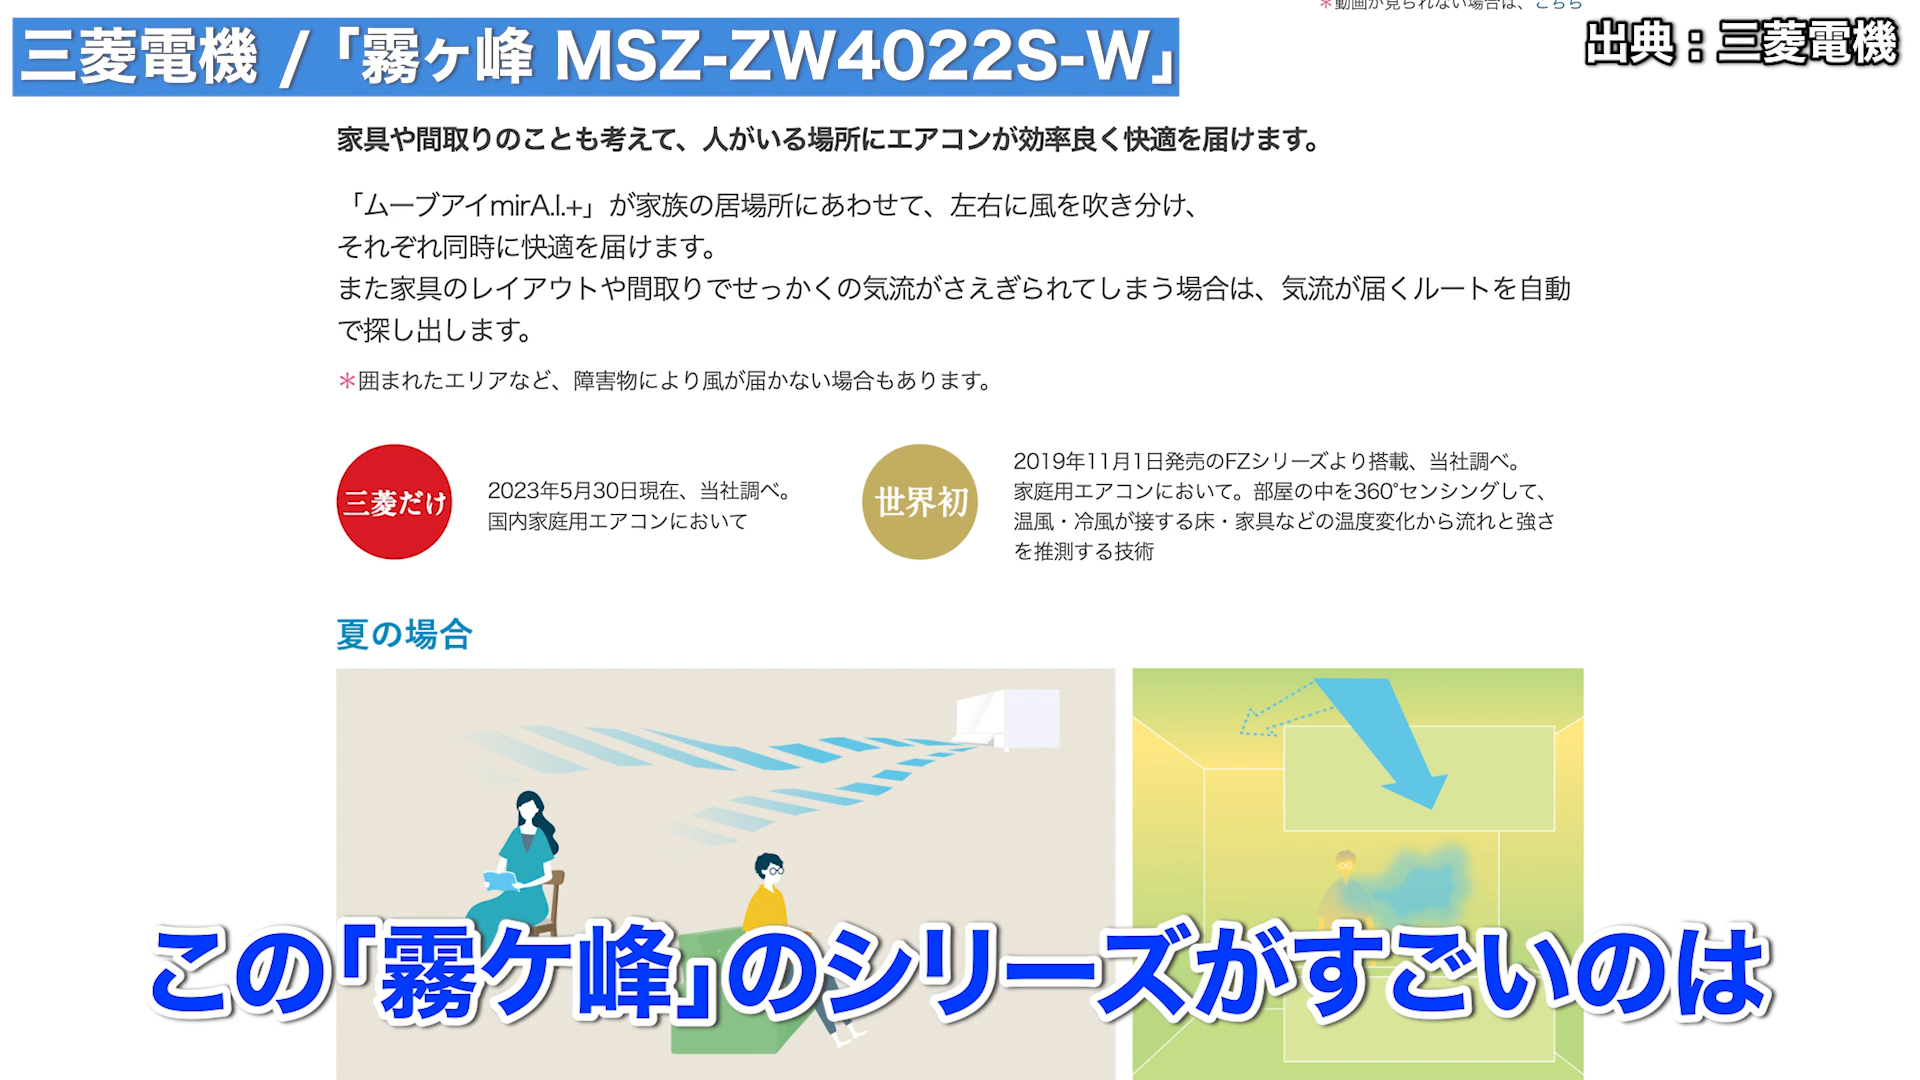 *動画が見られない場合は、こちら
三菱電機 /「霧ヶ峰 MSZ-ZW4022S-W」
出典：三菱電機
家具や間取りのことも考えて、人がいる場所にエアコンが効率良く快適を届けます。
「ムーブアイmirA.I.+」が家族の居場所にあわせて、左右に風を吹き分け、
それぞれ同時に快適を届けます。
また家具のレイアウトや間取りでせっかくの気流がさえぎられてしまう場合は、気流が届くルートを自動
で探し出します。
*囲まれたエリアなど、障害物により風が届かない場合もあります。
三菱だけ
2023年5月30日現在、当社調べ。
国内家庭用エアコンにおいて
世界初
2019年11月1日発売のFZシリーズより搭載、当社調べ。
家庭用エアコンにおいて。部屋の中を360°センシングして、
温風・冷風が接する床・家具などの温度変化から流れと強さ
を推測する技術
夏の場合
この「霧ケ峰」のシリーズがすごいのは